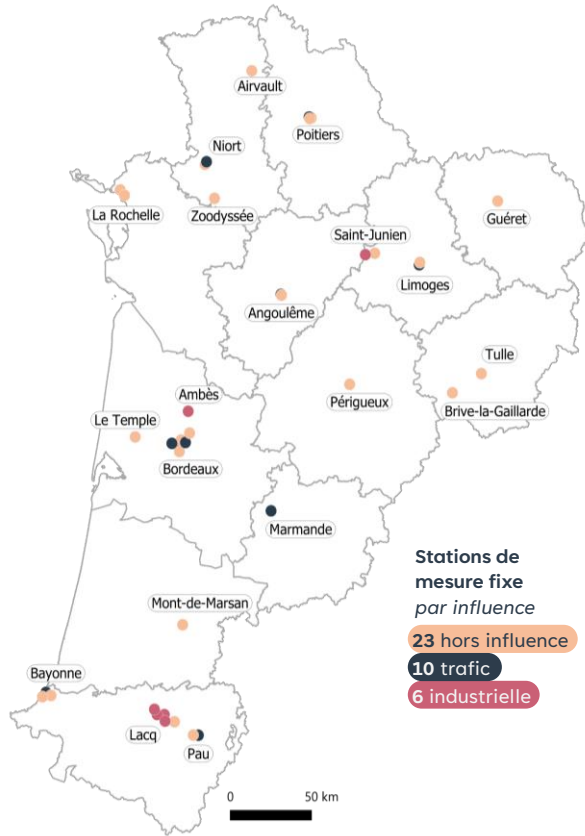 Airvault
Poitiers
Niort
La Rochelle
Zoodyssée
Guéret
Saint-Junien
Limoges
Angoulême
Tulle
Périgueux
Brive-la-Gaillarde
Ambès
Le Temple
Bordeaux
Marmande
Mont-de-Marsan
Bayonne
Lacq
Pau
Stations de
mesure fixe
par influence
23 hors influence
10 trafic
6 industrielle
0 50 km